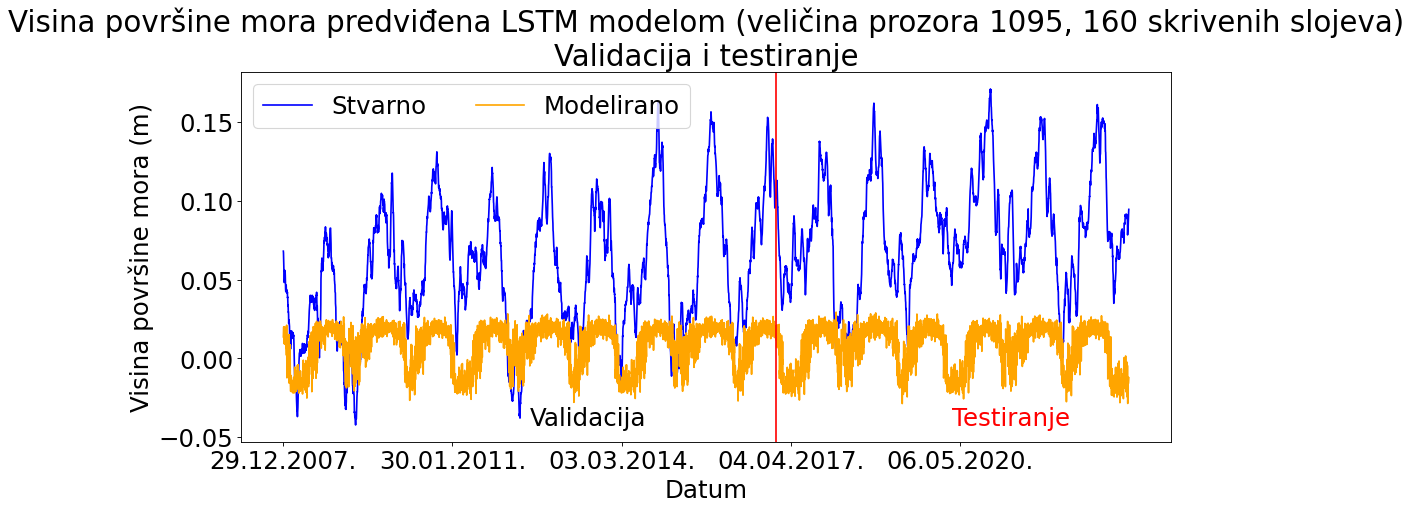 Visina površine mora predviđena LSTM modelom (veličina prozora 1095, 160 skrivenih slojeva)
Validacija i testiranje
Stvarno
Modelirano
Visina površine mora (m)
0.15
0.10
0.05
0.00
−0.05
Validacija
Testiranje
29.12.2007.
30.01.2011.
03.03.2014.
04.04.2017.
06.05.2020.
Datum